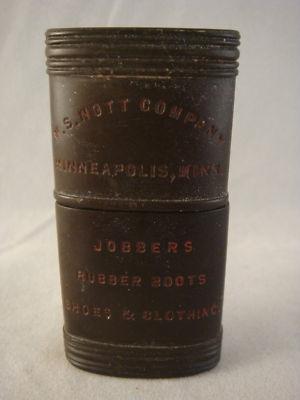 W.S. NOTT COMPANY
MINNEAPOLIS, MINN.
JOBBERS
RUBBER BOOTS
SHOES & CLOTHING